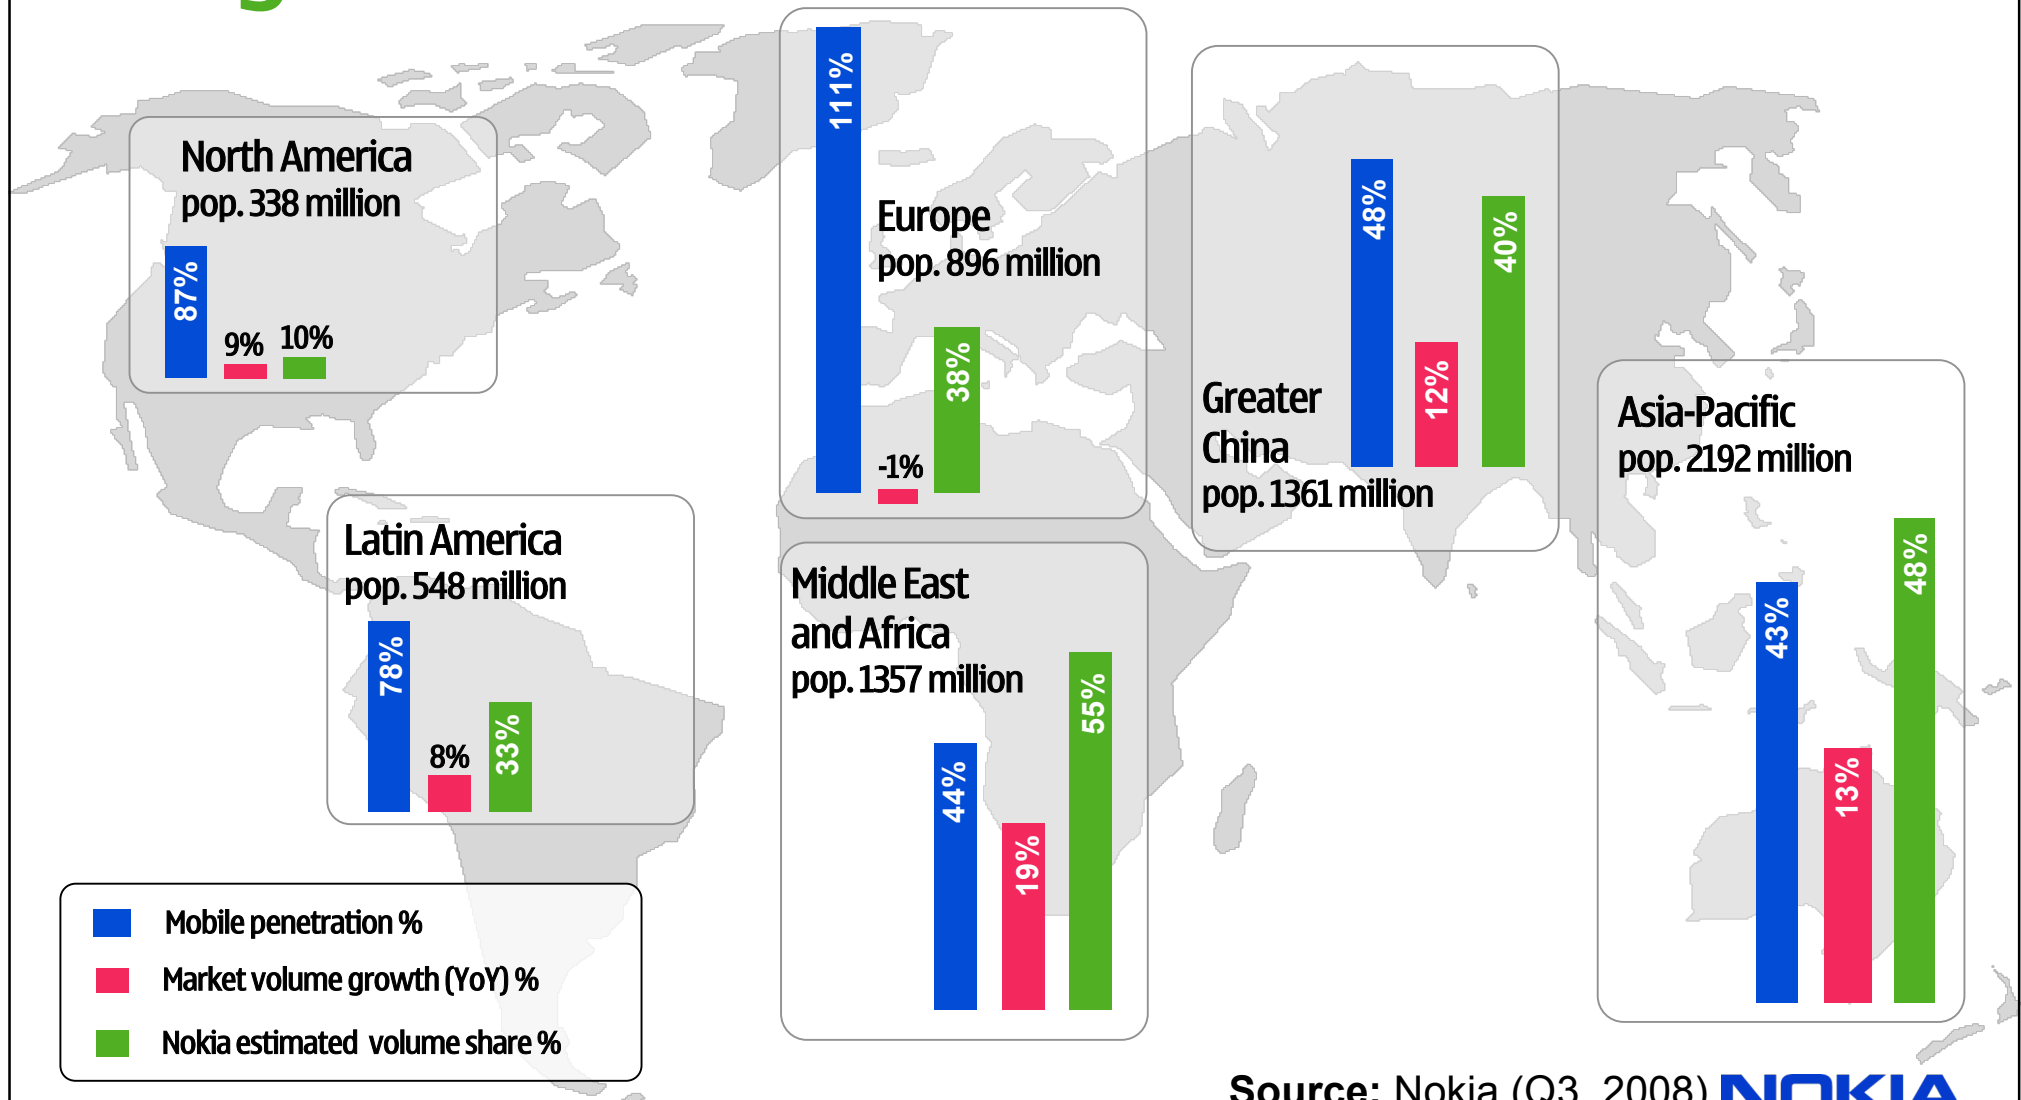 North America
pop. 338 million
87%
9%
10%
111%
Europe
pop. 896 million
-1%
38%
48%
12%
40%
Greater
China
pop. 1361 million
Asia-Pacific
pop. 2192 million
43%
13%
48%
Latin America
pop. 548 million
78%
8%
33%
Middle East
and Africa
pop. 1357 million
44%
19%
55%
Mobile penetration %
Market volume growth (YoY) %
Nokia estimated volume share %
Source: Nokia (Q3, 2008) NOKIA